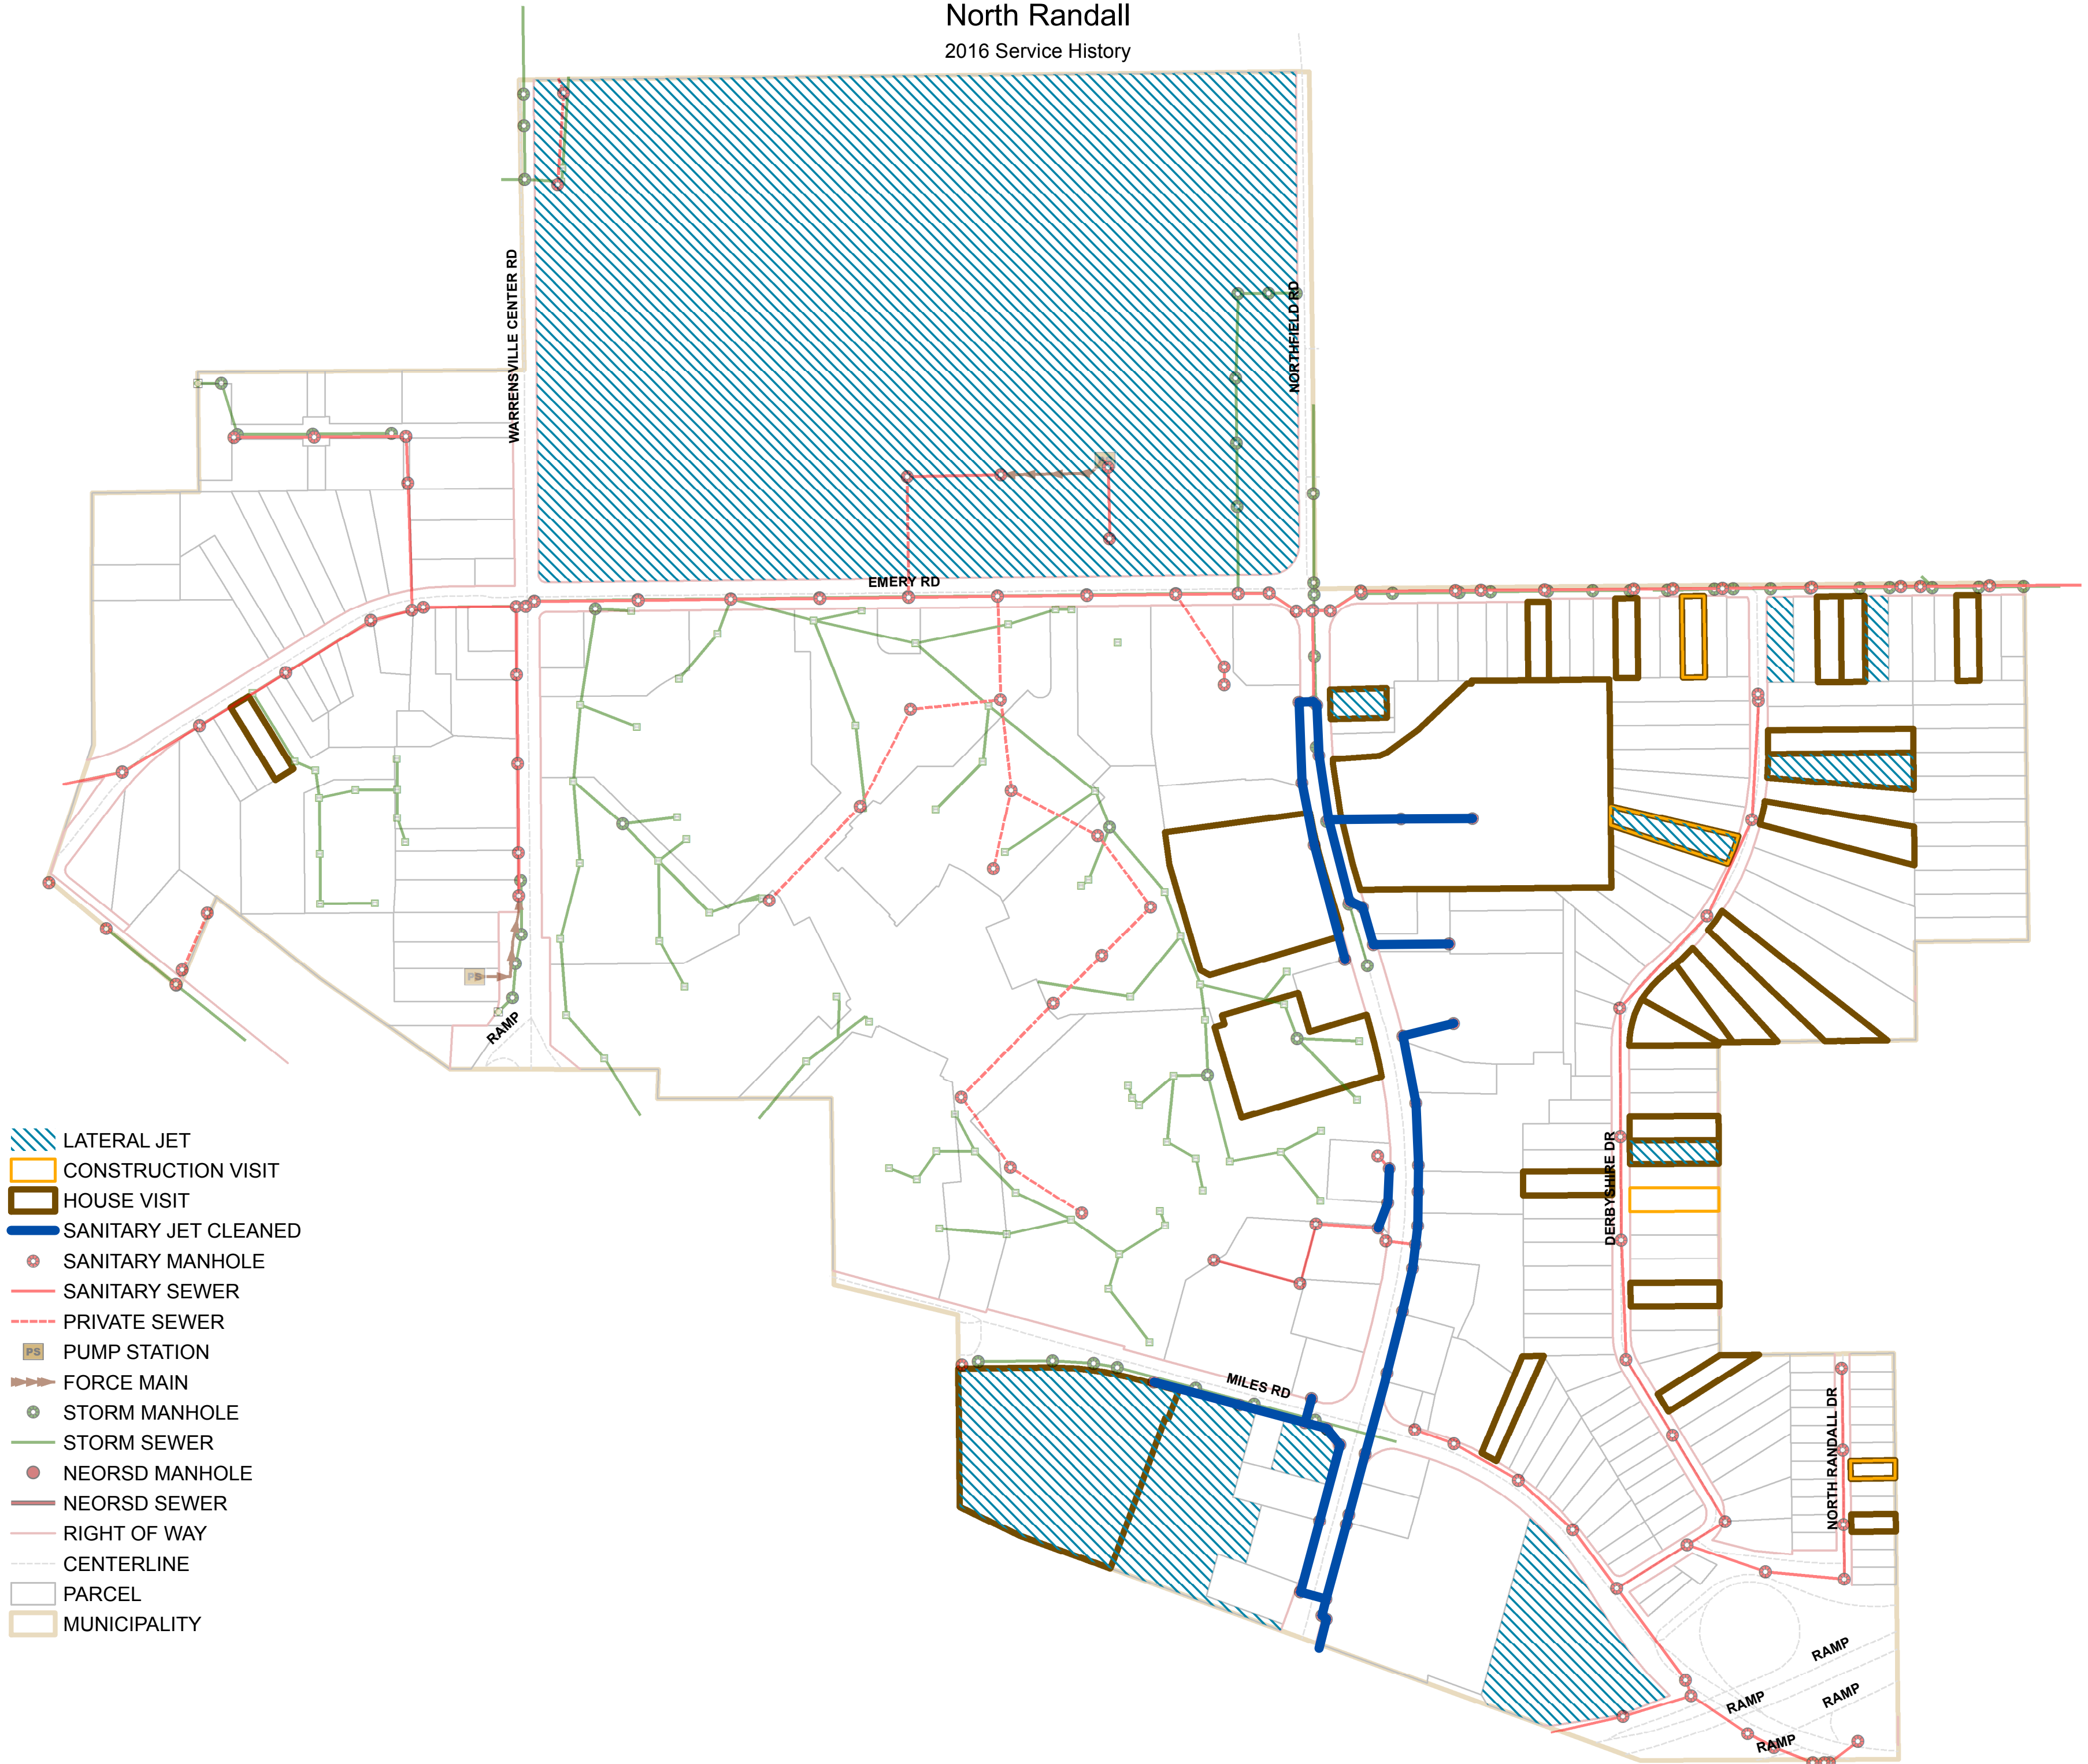 North Randall
2016 Service History
WARRENSVILLE CENTER RD
NORTHFIELD RD
EMERY RD
PS
RAMP
DERBYSHIRE DR
MILES RD
NORTH RANDALL DR
RAMP
RAMP
RAMP
RAMP
LATERAL JET
CONSTRUCTION VISIT
HOUSE VISIT
SANITARY JET CLEANED
SANITARY MANHOLE
SANITARY SEWER
PRIVATE SEWER
PS PUMP STATION
FORCE MAIN
STORM MANHOLE
STORM SEWER
NEORSD MANHOLE
NEORSD SEWER
RIGHT OF WAY
CENTERLINE
PARCEL
MUNICIPALITY